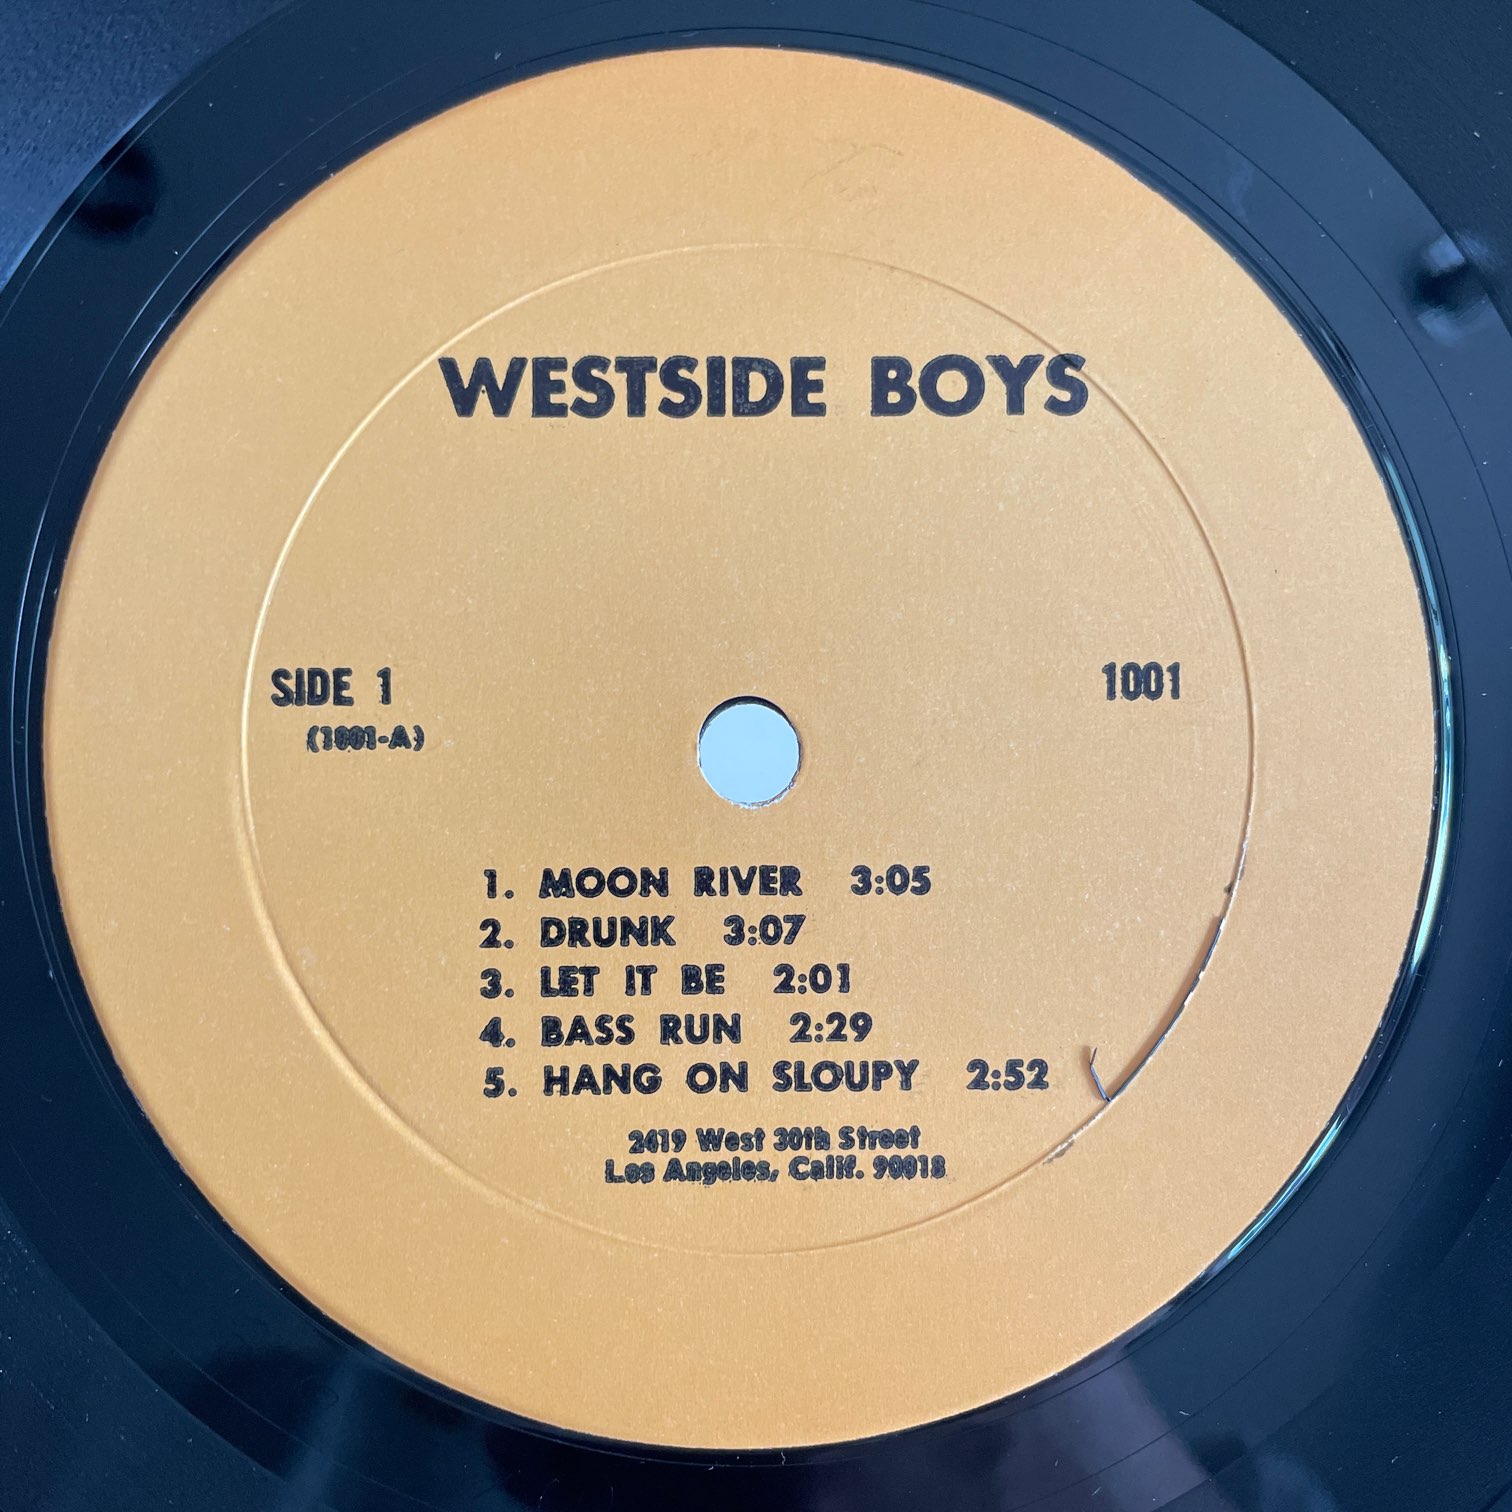 WESTSIDE BOYS
SIDE 1
1001
(1001-A)
1. MOON RIVER 3:05
2. DRUNK 3:07
3. LET IT BE 2:01
4. BASS RUN 2:29
5. HANG ON SLOUPY 2:52
2419 West 30th Street
Los Angeles, Calif. 90018